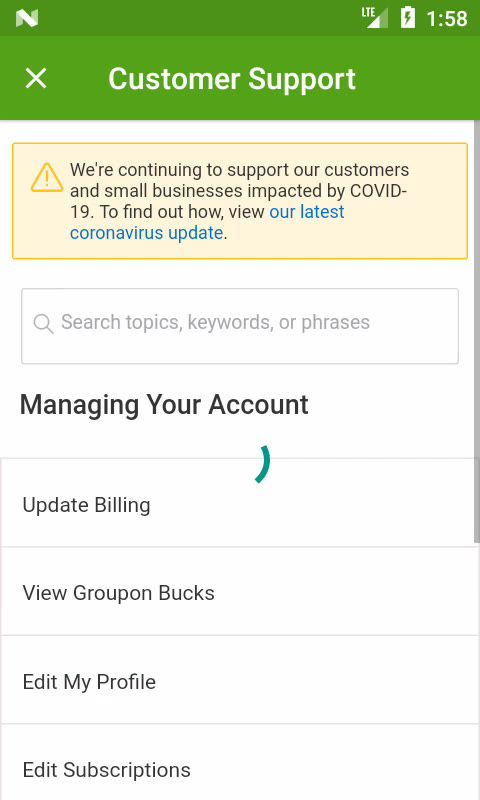 LTE 1:58
Customer Support
We're continuing to support our customers
and small businesses impacted by COVID-
19. To find out how, view our latest
coronavirus update.
Search topics, keywords, or phrases
Managing Your Account
Update Billing
View Groupon Bucks
Edit My Profile
Edit Subscriptions